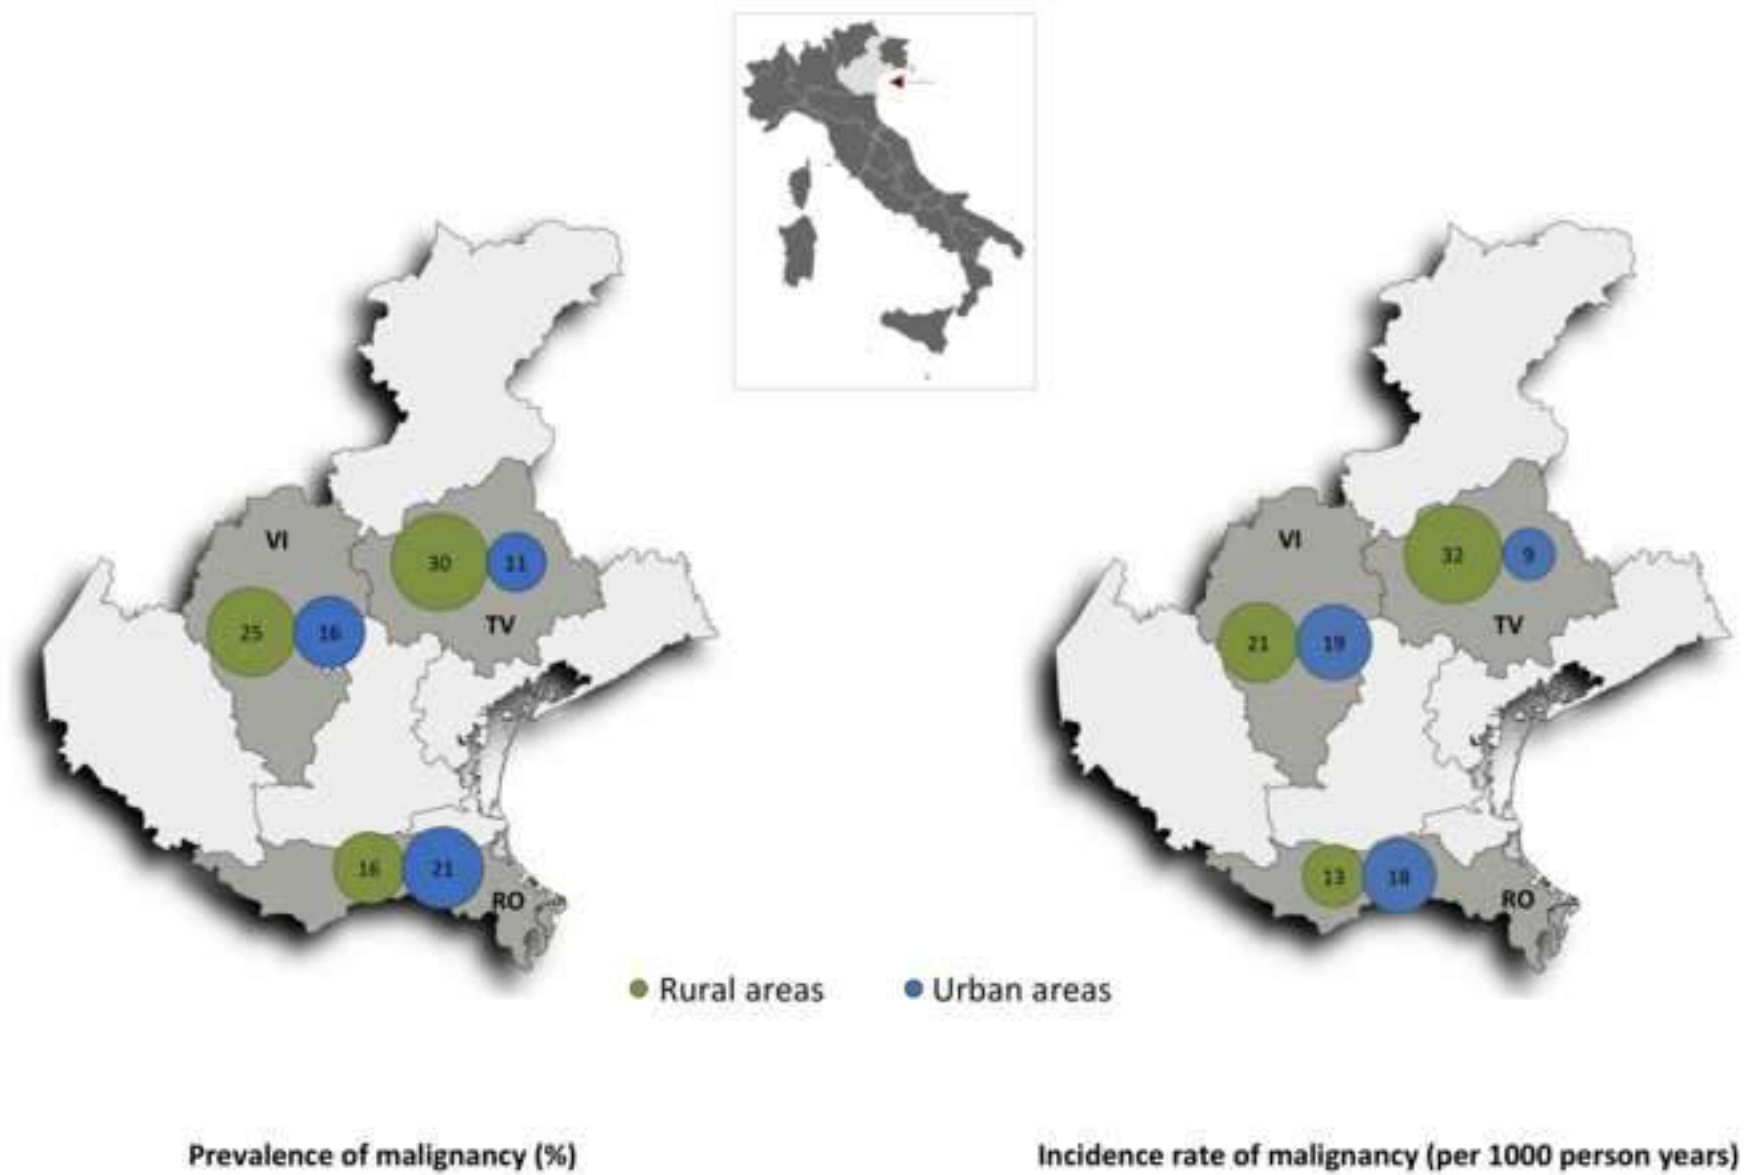 VI
30
11
25
16
TV
16
21
RO
VI
32
9
21
19
TV
13
18
RO
Rural areas
Urban areas
Prevalence of malignancy (%)
Incidence rate of malignancy (per 1000 person years)